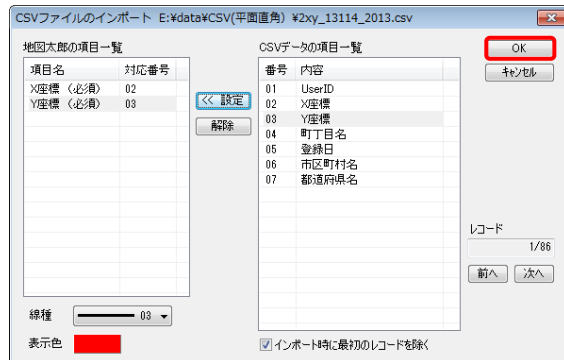 CSVファイルのインポート E:¥data¥CSV(平面直角) ¥2xy_13114_2013.csv
地図太郎の項目一覧
項目名 対応番号
X座標 (必須) 02
Y座標 (必須) 03
<< 設定
解除
CSVデータの項目一覧
番号 内容
01 UserID
02 X座標
03 Y座標
04 町丁目名
05 登録日
06 市区町村名
07 都道府県名
OK
キャンセル
レコード
1/86
前へ 次へ
線種 03
表示色
インポート時に最初のレコードを除く